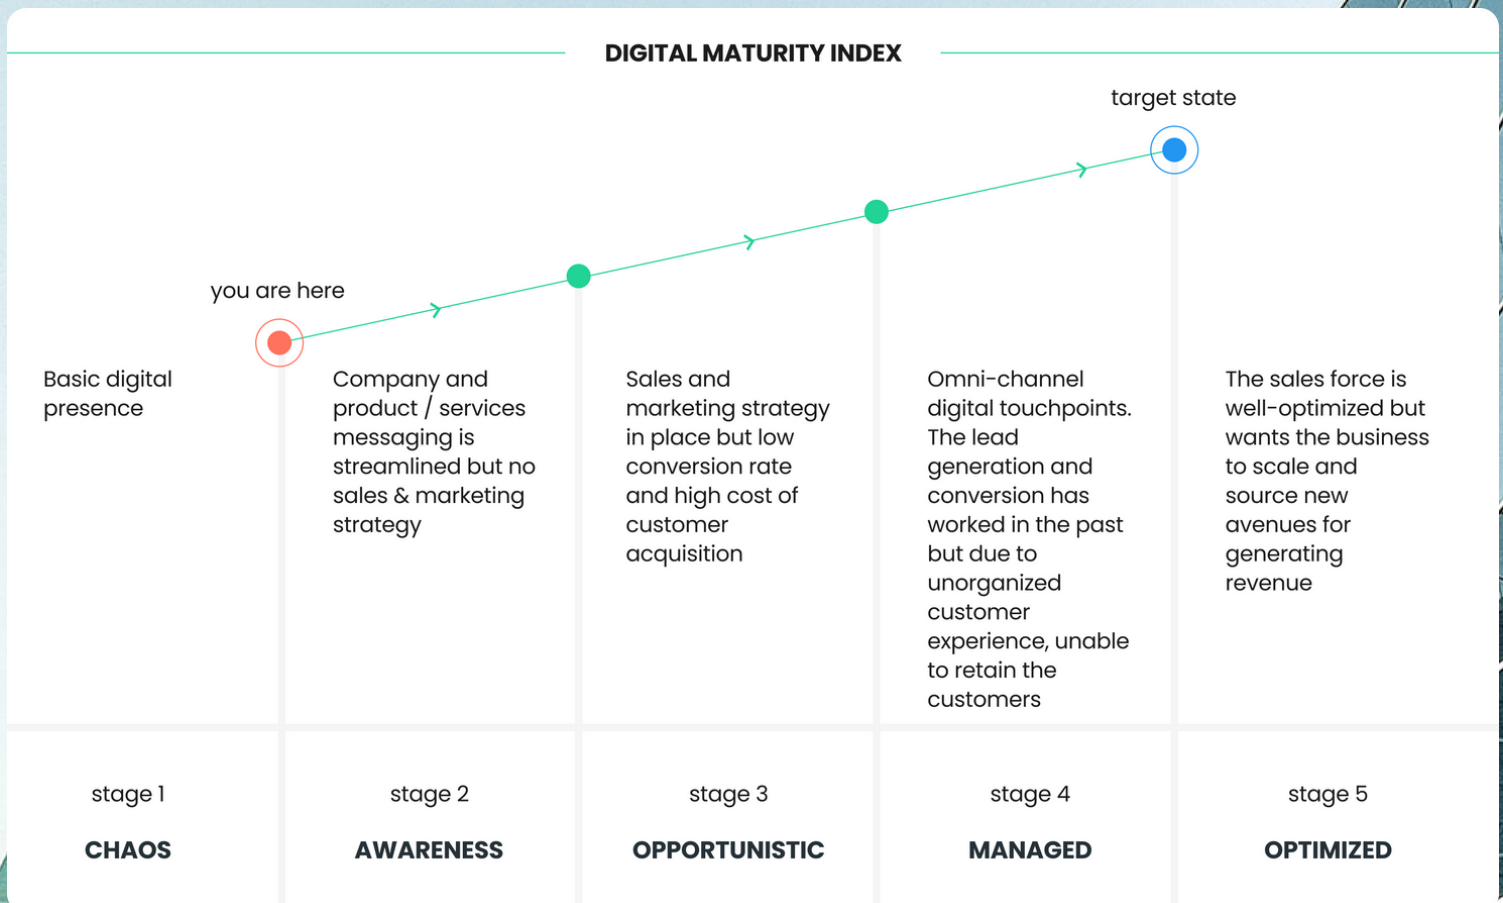 DIGITAL MATURITY INDEX
target state
you are here
Basic digital
presence
Company and
product / services
messaging is
streamlined but no
sales & marketing
strategy
Sales and
marketing strategy
in place but low
conversion rate
and high cost of
customer
acquisition
Omni-channel
digital touchpoints.
The lead
generation and
conversion has
worked in the past
but due to
unorganized
customer
experience, unable
to retain the
customers
The sales force is
well-optimized but
wants the business
to scale and
source new
avenues for
generating
revenue
stage 1
CHAOS
stage 2
AWARENESS
stage 3
OPPORTUNISTIC
stage 4
MANAGED
stage 5
OPTIMIZED